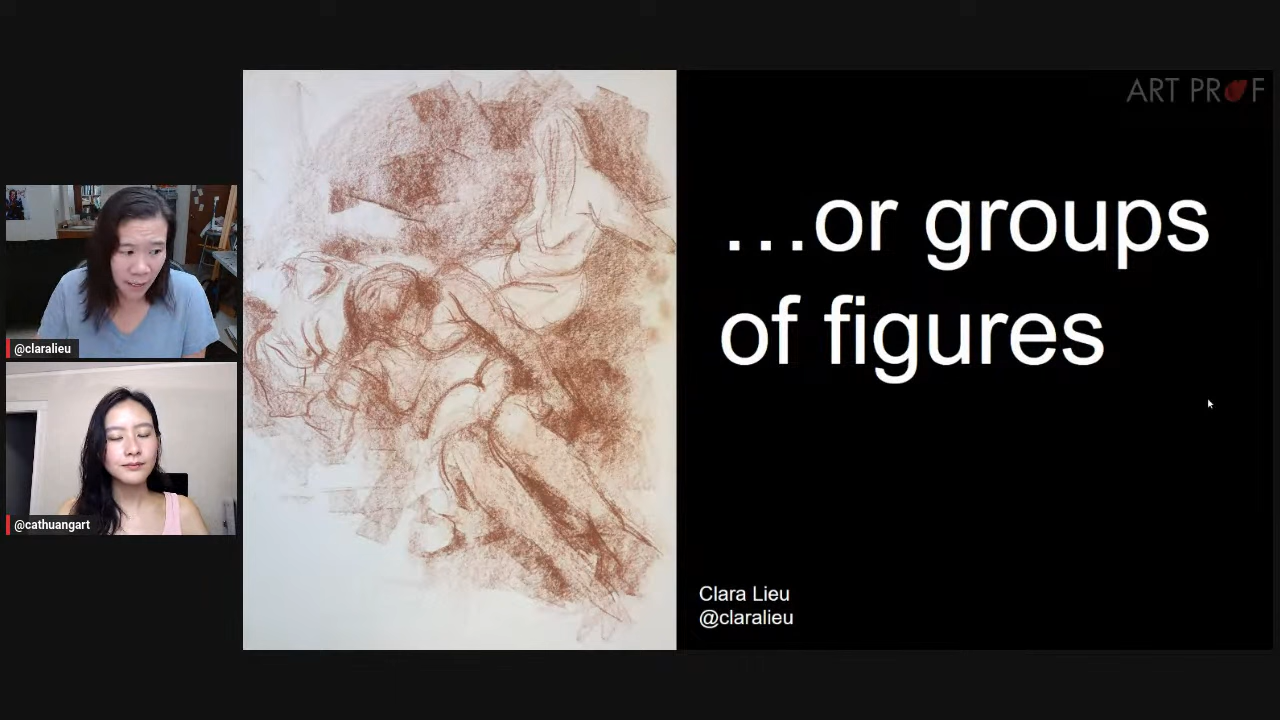 ART PROF
…or groups
of figures
@claralieu
@cathuangart
Clara Lieu
@claralieu